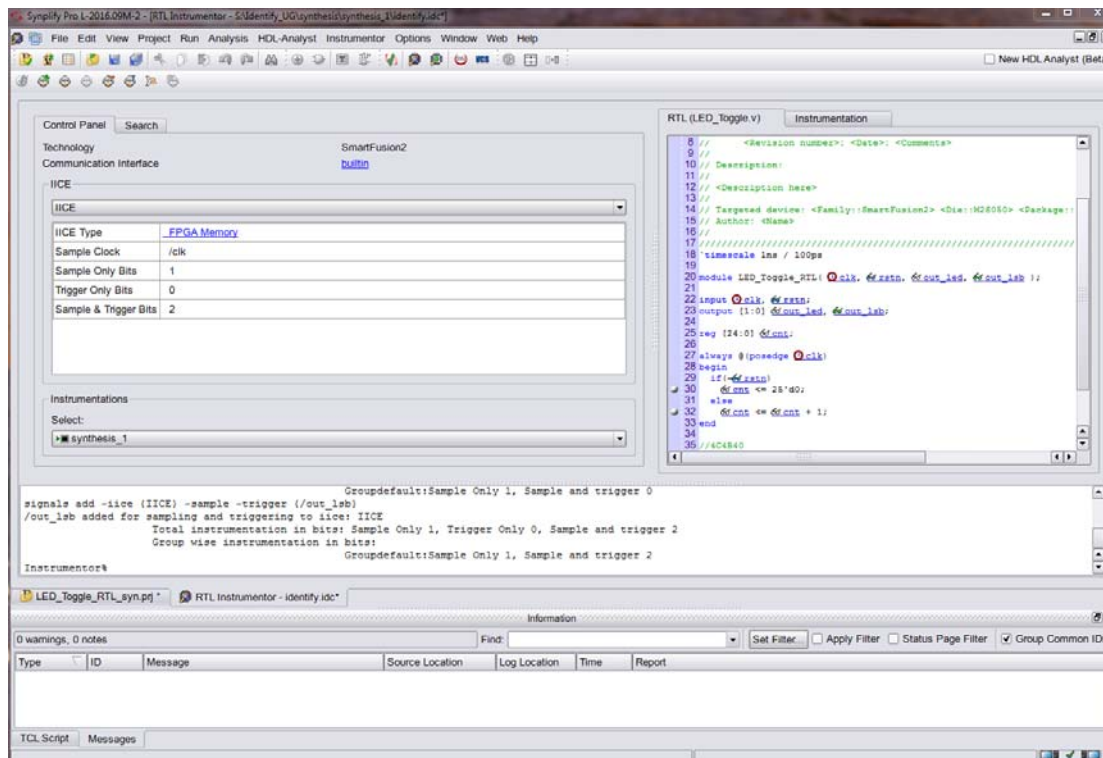 Synplify Pro L-2016.09M-2 - [RTL Instrumentor - S:\Identify_UG\synthesis\synthesis_1\identify.idc*]
File Edit View Project Run Analysis HDL-Analyst Instrumentor Options Window Web Help
New HDL Analyst (Beta
Control Panel Search
Technology SmartFusion2
Communication Interface builtin
IICE
IICE
IICE Type FPGA Memory
Sample Clock /clk
Sample Only Bits 1
Trigger Only Bits 0
Sample & Trigger Bits 2
Instrumentations
Select:
synthesis_1
RTL (LED_Toggle.v) Instrumentation
8 // <Revision number>: <Date>: <Comments>
9 //
10 // Description:
11 //
12 // <Description here>
13 //
14 // Targeted device: <Family::SmartFusion2> <Die::M2S050> <Package::
15 // Author: <Name>
16 //
17 ////////////////////////////////////////////////////////////////
18 `timescale 1ns / 100ps
19
20 module LED_Toggle_RTL( clk, rstn, out_led, out_lsb );
21
22 input clk, rstn;
23 output [1:0] out_led, out_lsb;
24
25 reg [24:0] cnt;
26
27 always @(posedge clk)
28 begin
29 if(~rstn)
30 cnt <= 25'd0;
31 else
32 cnt <= cnt + 1;
33 end
34
35 //4C4B40
Groupdefault:Sample Only 1, Sample and trigger 0
signals add -iice {IICE} -sample -trigger {/out_lsb}
/out_lsb added for sampling and triggering to iice: IICE
Total instrumentation in bits: Sample Only 1, Trigger Only 0, Sample and trigger 2
Group wise instrumentation in bits:
Groupdefault:Sample Only 1, Sample and trigger 2
Instrumentor%
LED_Toggle_RTL_syn.prj * RTL Instrumentor - identify.idc*
Information
0 warnings, 0 notes Find: Set Filter... Apply Filter Status Page Filter Group Common ID
Type ID Message Source Location Log Location Time Report
TCL Script Messages